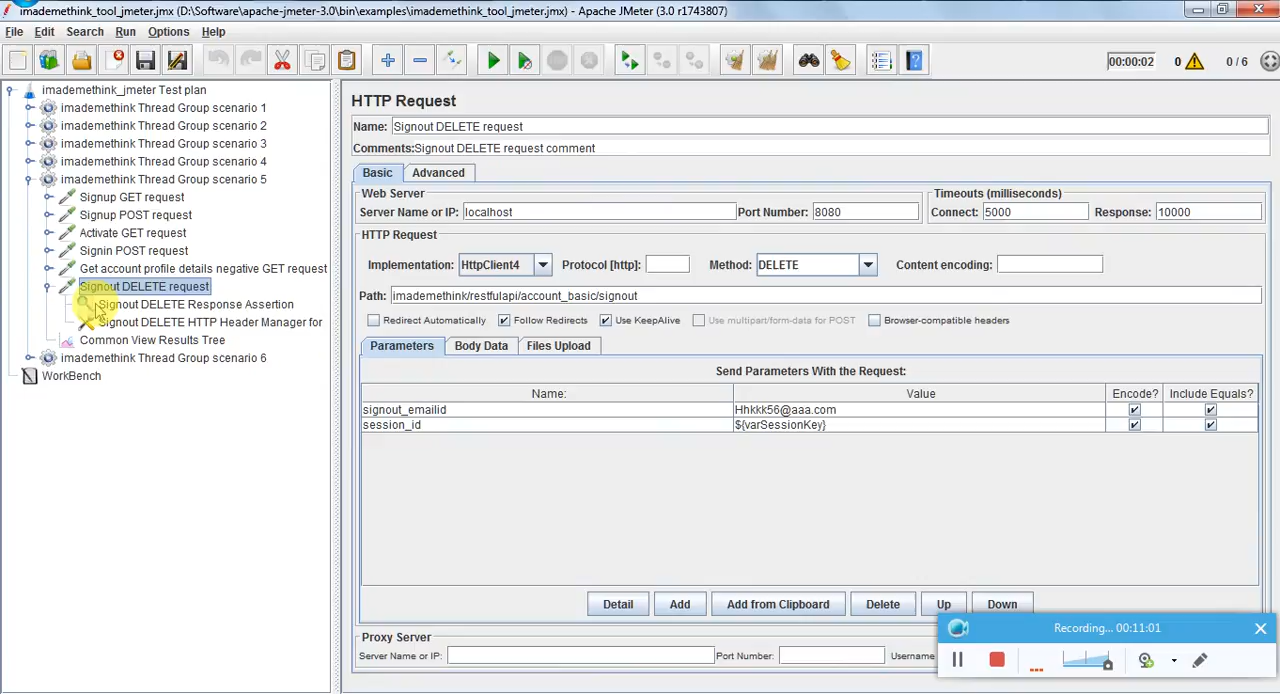 imademethink_tool_jmeter.jmx (D:\Software\apache-jmeter-3.0\bin\examples\imademethink_tool_jmeter.jmx) - Apache JMeter (3.0 r1743807)
File Edit Search Run Options Help
00:00:02 0 0 / 6
imademethink_jmeter Test plan
imademethink Thread Group scenario 1
imademethink Thread Group scenario 2
imademethink Thread Group scenario 3
imademethink Thread Group scenario 4
imademethink Thread Group scenario 5
Signup GET request
Signup POST request
Activate GET request
Signin POST request
Get account profile details negative GET request
Signout DELETE request
Signout DELETE Response Assertion
Signout DELETE HTTP Header Manager for
Common View Results Tree
imademethink Thread Group scenario 6
WorkBench
HTTP Request
Name: Signout DELETE request
Comments: Signout DELETE request comment
Basic Advanced
Web Server Timeouts (milliseconds)
Server Name or IP: localhost Port Number: 8080 Connect: 5000 Response: 10000
HTTP Request
Implementation: HttpClient4 Protocol [http]: Method: DELETE Content encoding:
Path: imademethink/restfulapi/account_basic/signout
Redirect Automatically Follow Redirects Use KeepAlive Use multipart/form-data for POST Browser-compatible headers
Parameters Body Data Files Upload
Send Parameters With the Request:
Name: Value Encode? Include Equals?
signout_emailid Hhkkk56@aaa.com
session_id ${varSessionKey}
Detail Add Add from Clipboard Delete Up Down
Proxy Server
Server Name or IP: Port Number: Username
Recording... 00:11:01